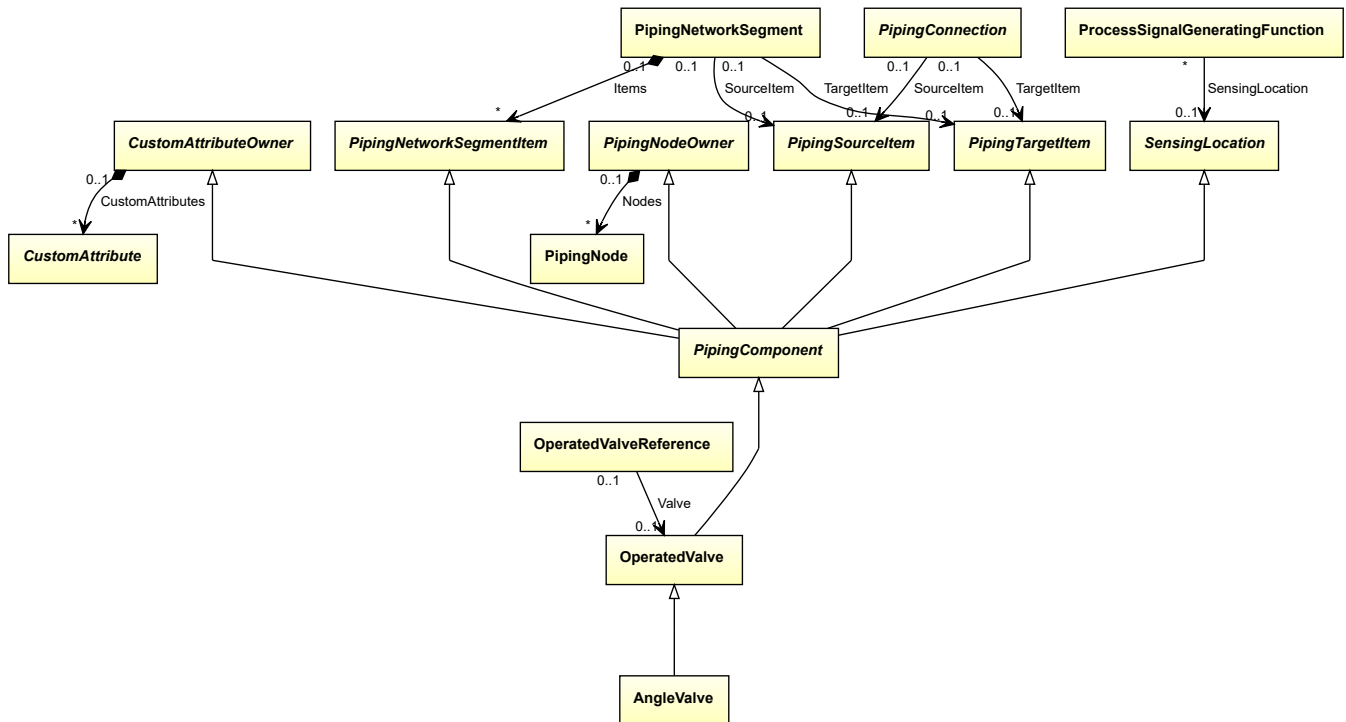 PipingNetworkSegment
PipingConnection
ProcessSignalGeneratingFunction
0..1
0..1
0..1
0..1
0..1
*
Items
SourceItem
TargetItem
SourceItem
TargetItem
SensingLocation
*
0..1
0..1
0..1
0..1
0..1
CustomAttributeOwner
PipingNetworkSegmentItem
PipingNodeOwner
PipingSourceItem
PipingTargetItem
SensingLocation
0..1
CustomAttributes
*
0..1
Nodes
*
CustomAttribute
PipingNode
PipingComponent
OperatedValveReference
0..1
Valve
0..1
OperatedValve
AngleValve